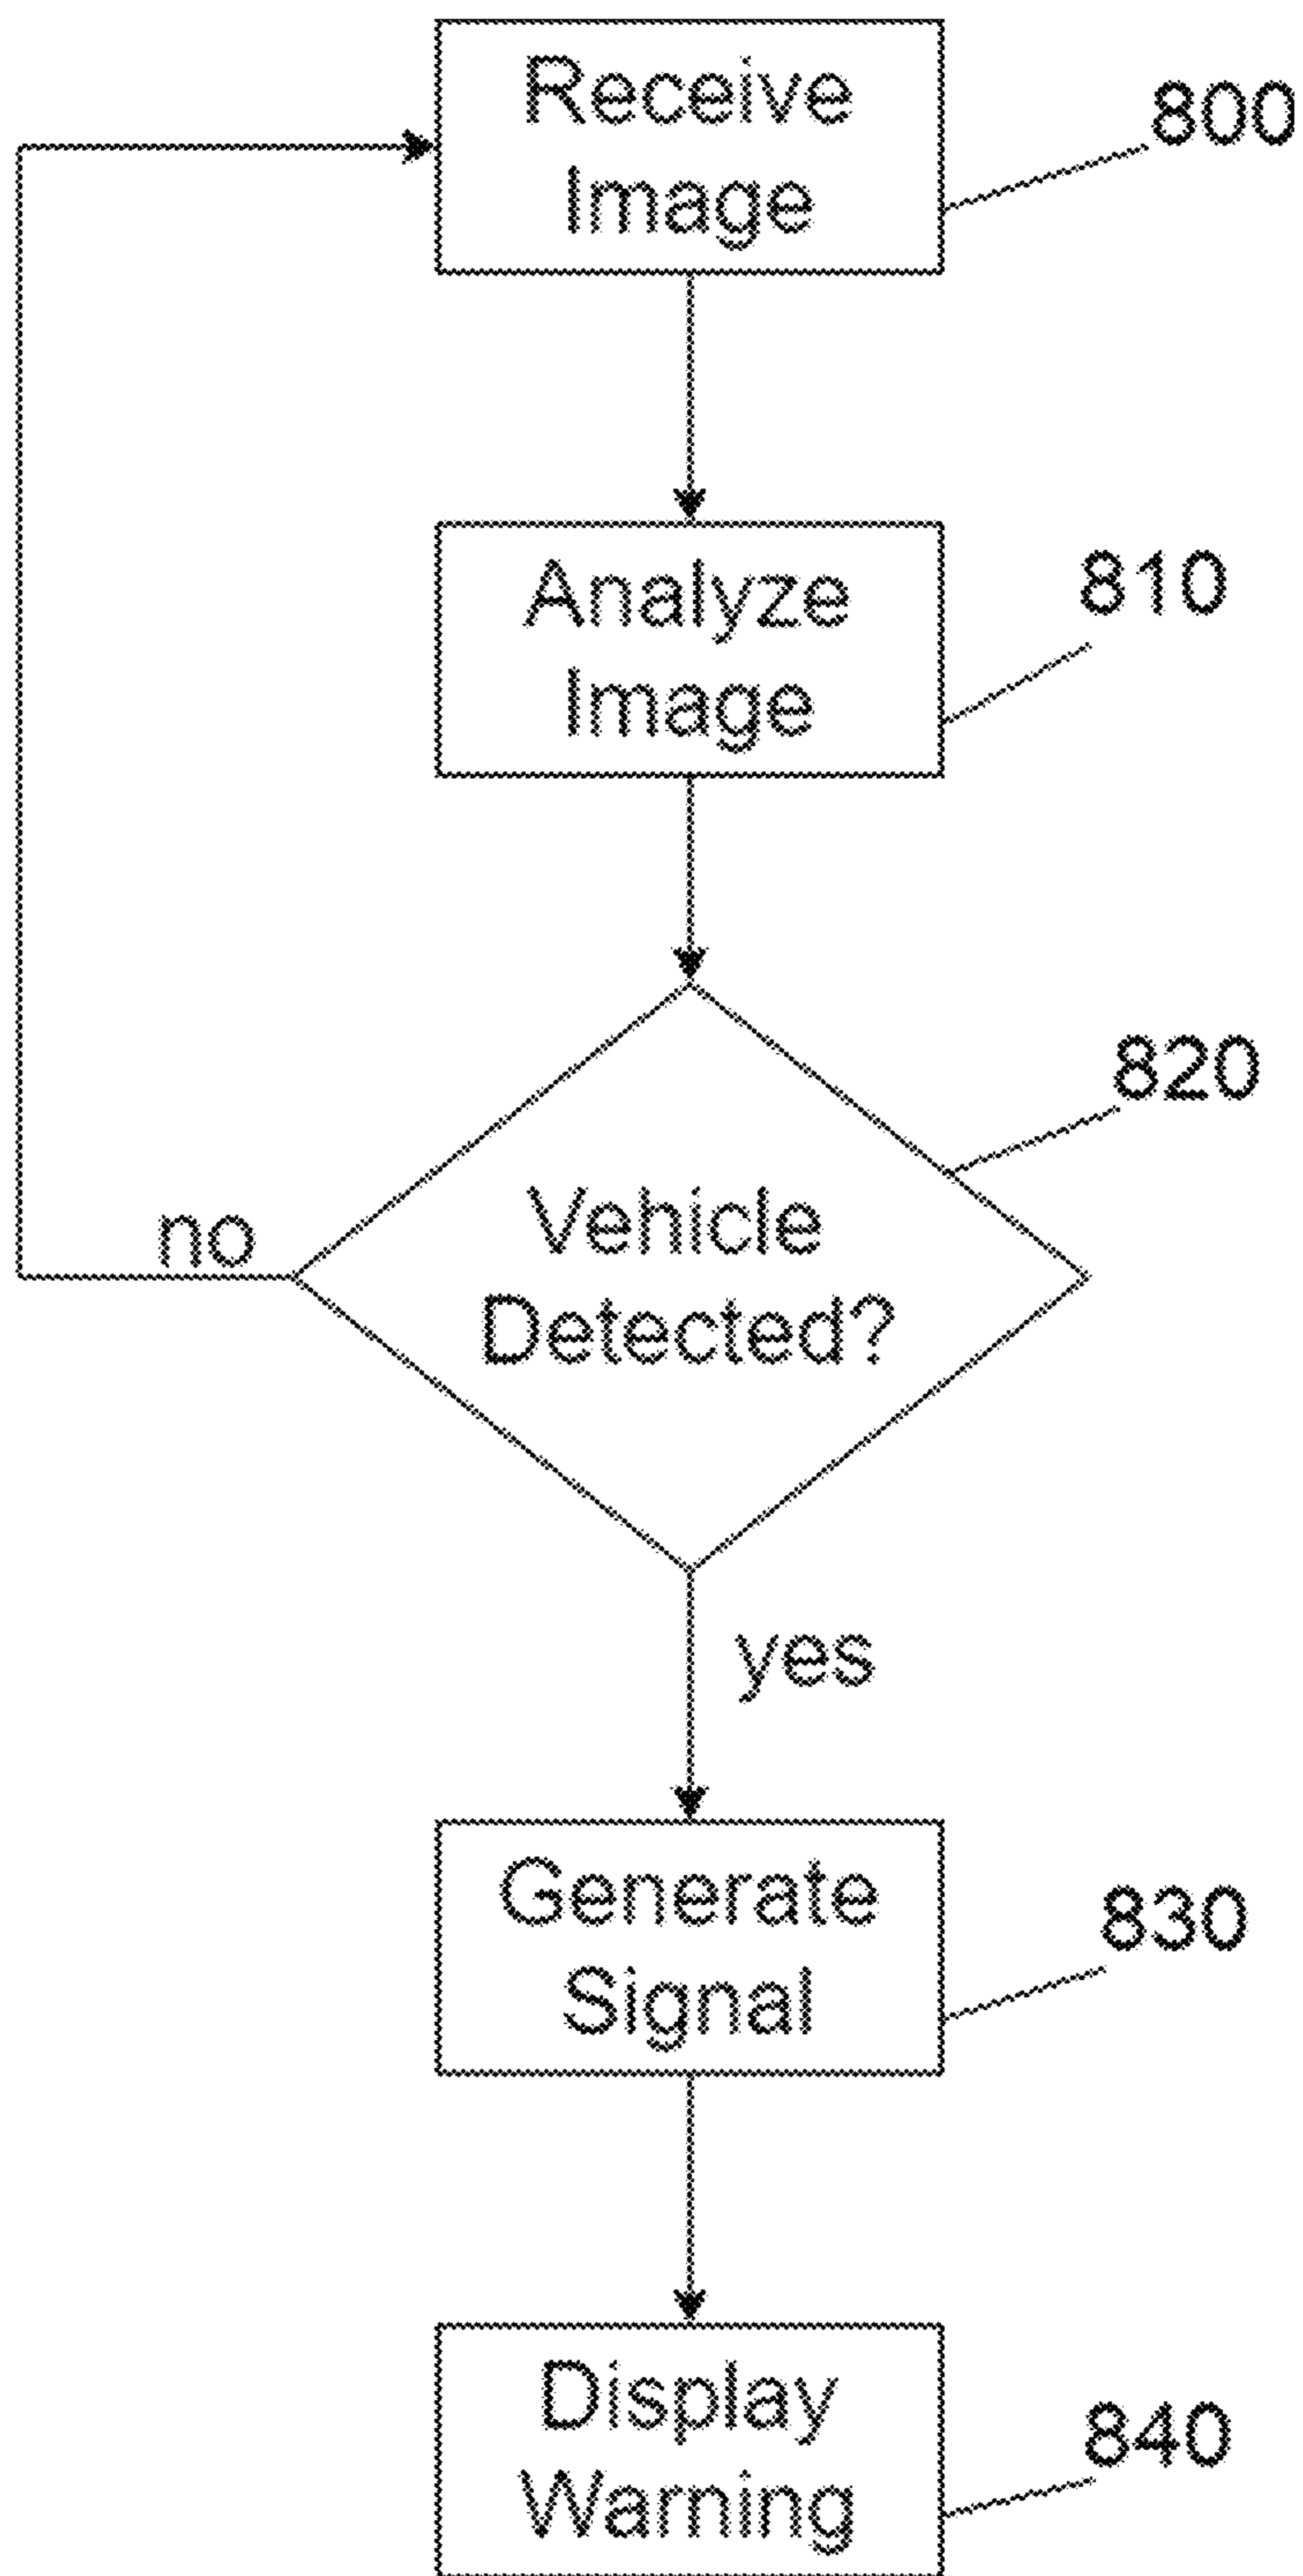 Receive
Image
800
Analyze
Image
810
820
Vehicle
Detected?
no
yes
Generate
Signal
830
Display
Warning
840